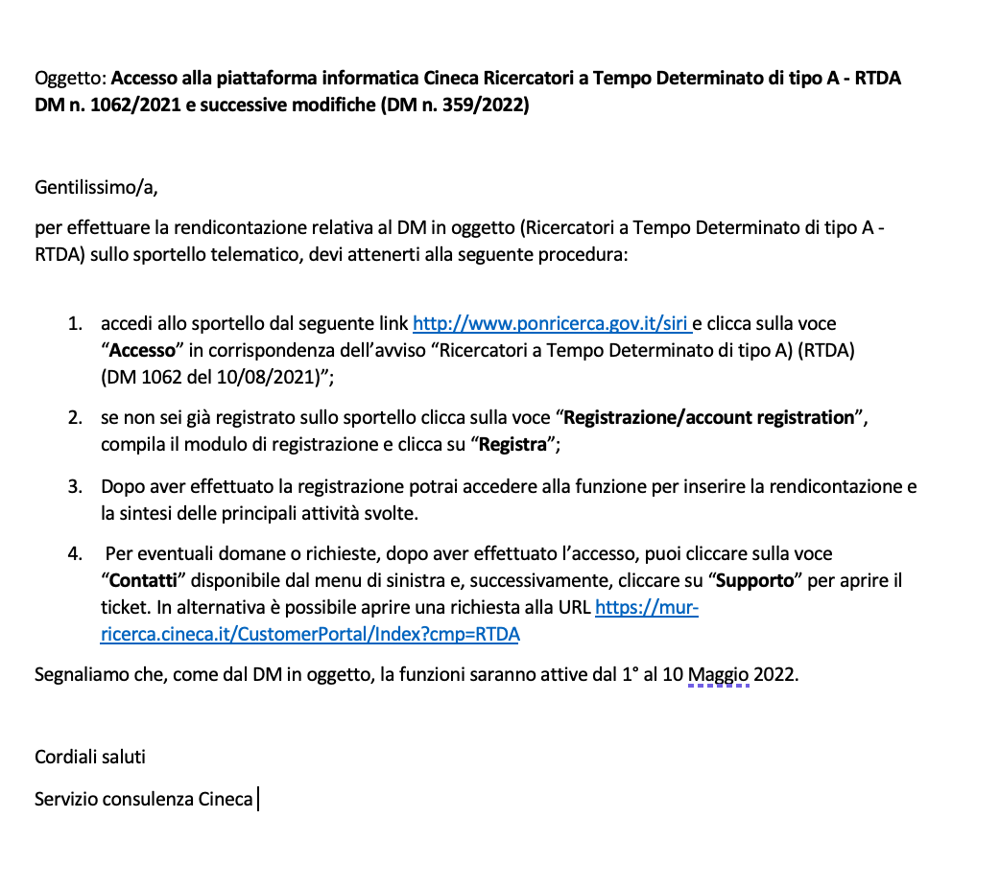 Oggetto: Accesso alla piattaforma informatica Cineca Ricercatori a Tempo Determinato di tipo A - RTDA
DM n. 1062/2021 e successive modifiche (DM n. 359/2022)
Gentilissimo/a,
per effettuare la rendicontazione relativa al DM in oggetto (Ricercatori a Tempo Determinato di tipo A -
RTDA) sullo sportello telematico, devi attenerti alla seguente procedura:
1. accedi allo sportello dal seguente link http://www.ponricerca.gov.it/siri e clicca sulla voce
“Accesso” in corrispondenza dell’avviso “Ricercatori a Tempo Determinato di tipo A) (RTDA)
(DM 1062 del 10/08/2021)”;
2. se non sei già registrato sullo sportello clicca sulla voce “Registrazione/account registration”,
compila il modulo di registrazione e clicca su “Registra”;
3. Dopo aver effettuato la registrazione potrai accedere alla funzione per inserire la rendicontazione e
la sintesi delle principali attività svolte.
4. Per eventuali domane o richieste, dopo aver effettuato l’accesso, puoi cliccare sulla voce
“Contatti” disponibile dal menu di sinistra e, successivamente, cliccare su “Supporto” per aprire il
ticket. In alternativa è possibile aprire una richiesta alla URL https://mur-
ricerca.cineca.it/CustomerPortal/Index?cmp=RTDA
Segnaliamo che, come dal DM in oggetto, la funzioni saranno attive dal 1° al 10 Maggio 2022.
Cordiali saluti
Servizio consulenza Cineca